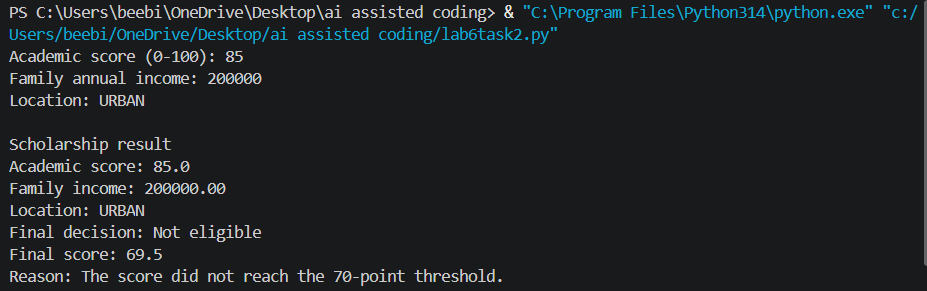 PS C:\Users\beebi\OneDrive\Desktop\ai assisted coding> & "C:\Program Files\Python314\python.exe" "c:/
Users/beebi/OneDrive/Desktop/ai assisted coding/lab6task2.py"
Academic score (0-100): 85
Family annual income: 200000
Location: URBAN

Scholarship result
Academic score: 85.0
Family income: 200000.00
Location: URBAN
Final decision: Not eligible
Final score: 69.5
Reason: The score did not reach the 70-point threshold.